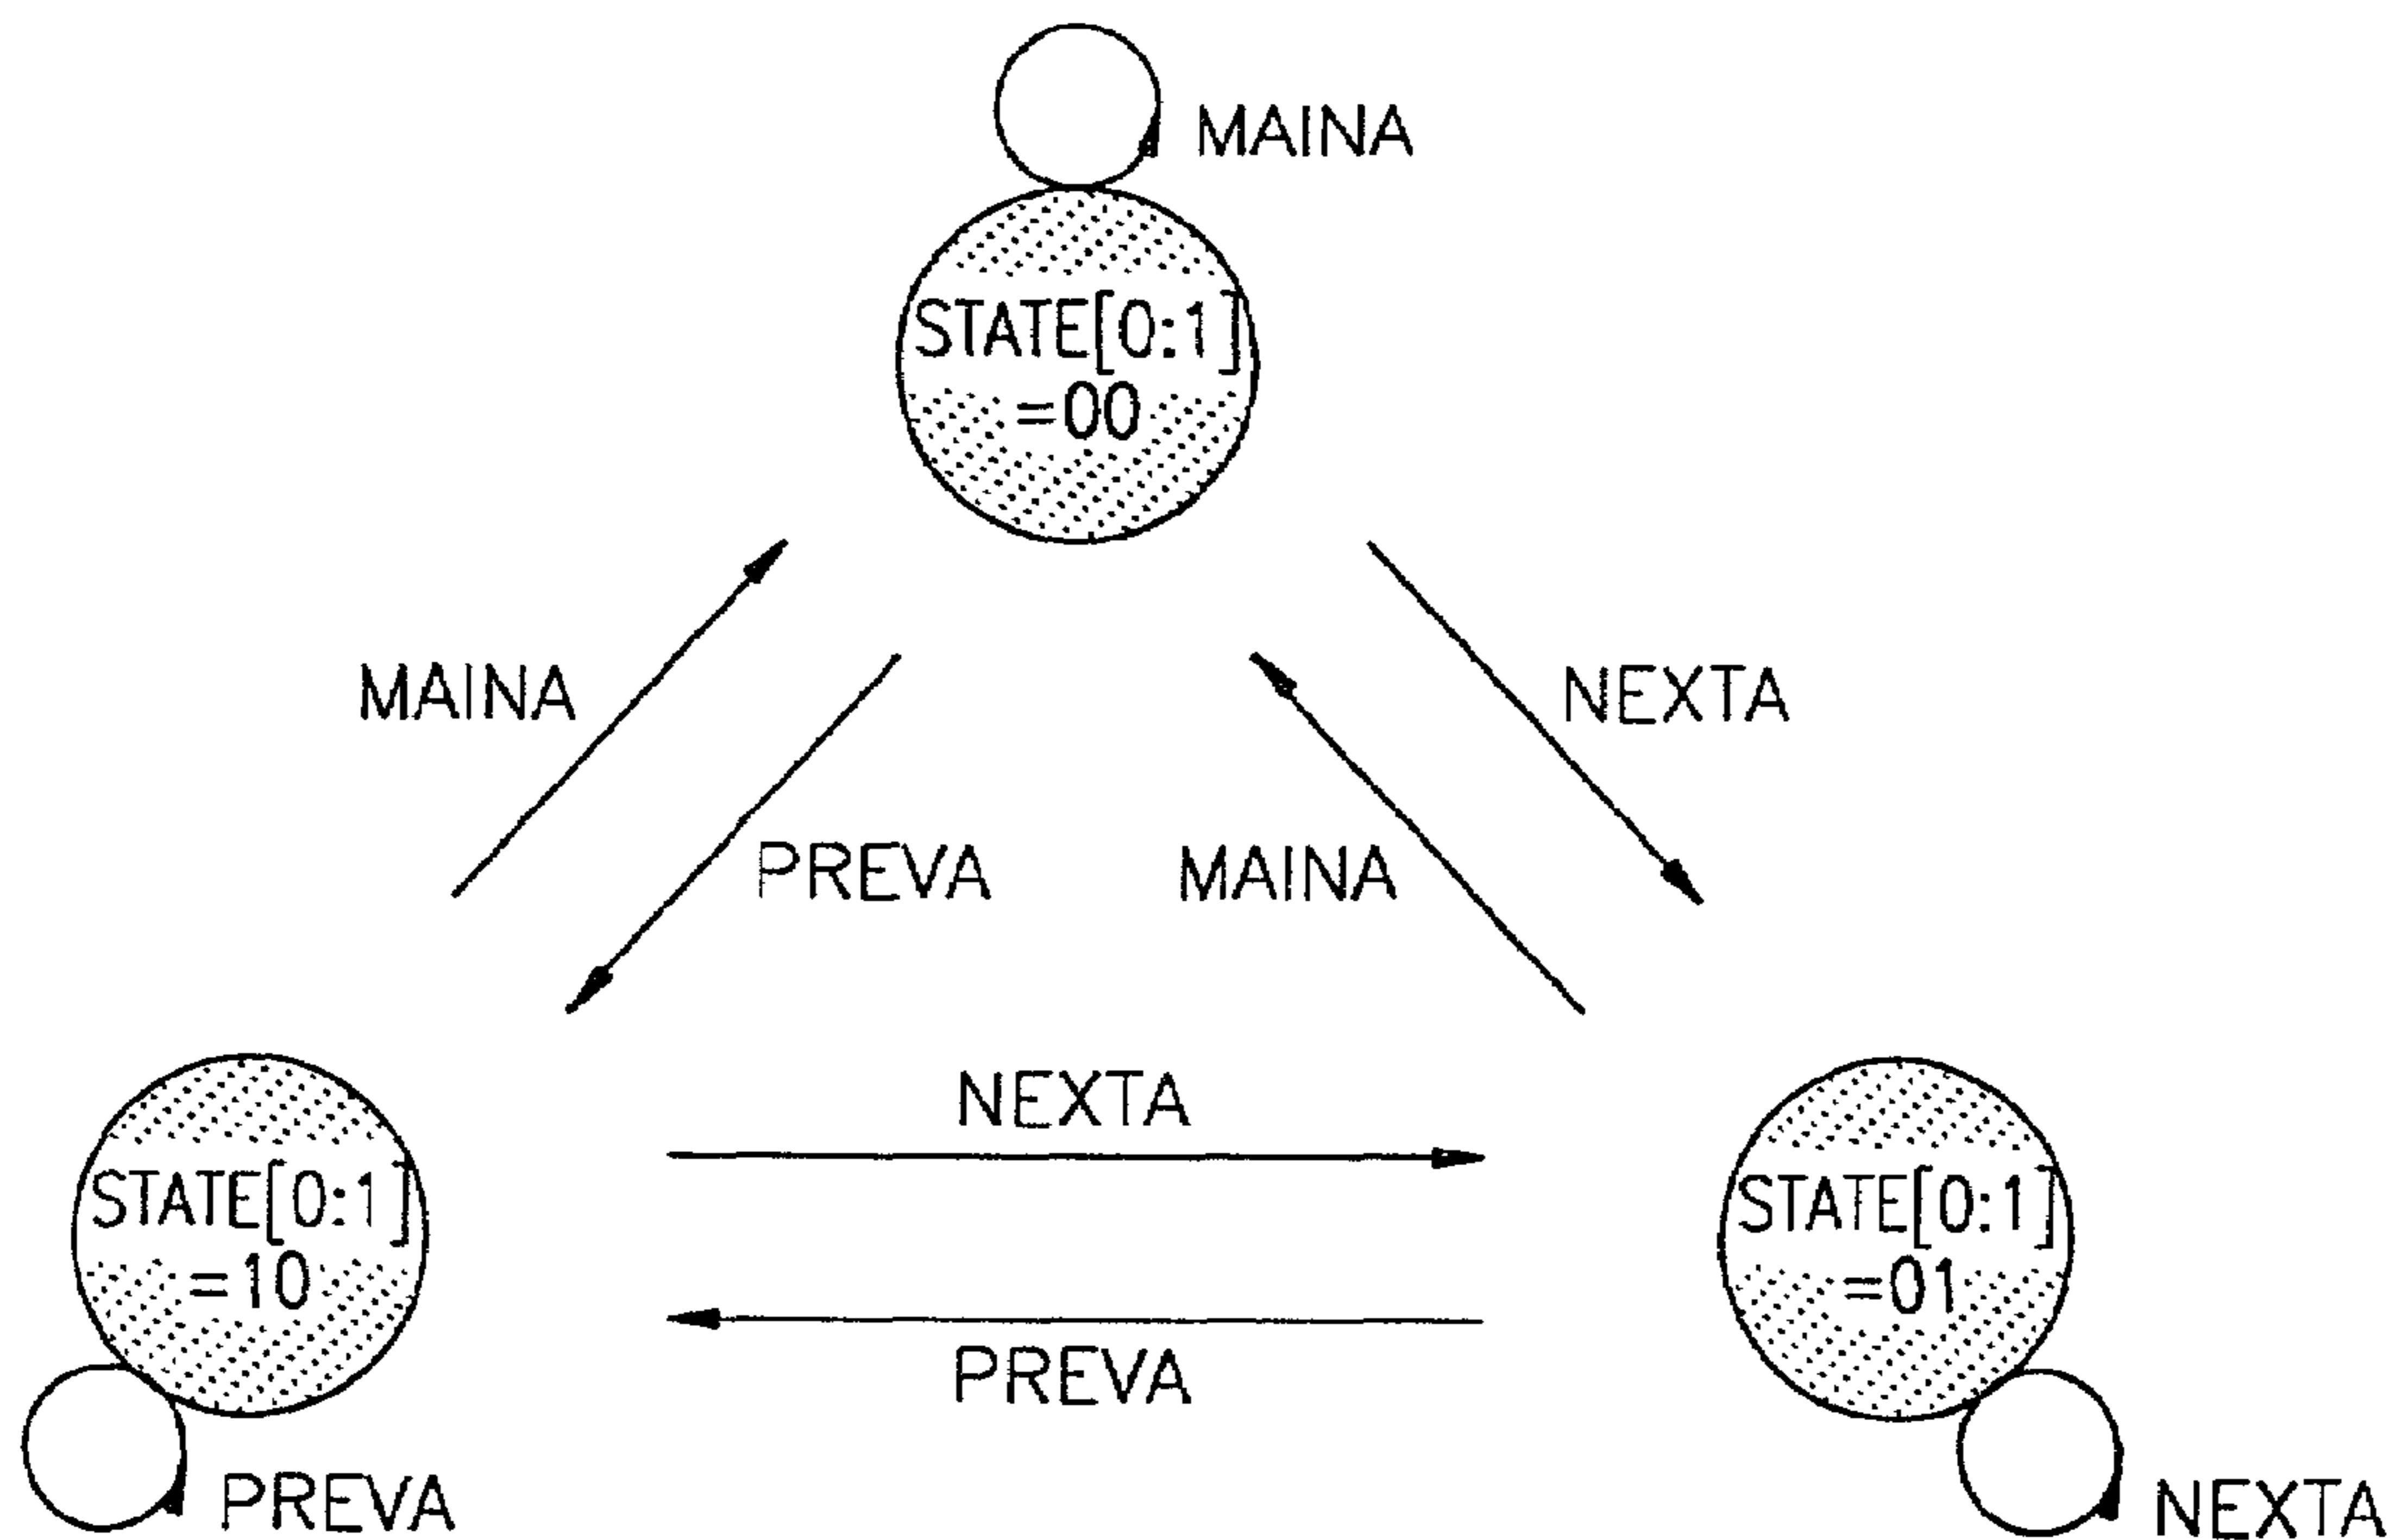 MAINA
STATE[0:1]
=00
MAINA
NEXTA
PREVA
MAINA
NEXTA
STATE[0:1]
=10
STATE[0:1]
=01
PREVA
PREVA
NEXTA